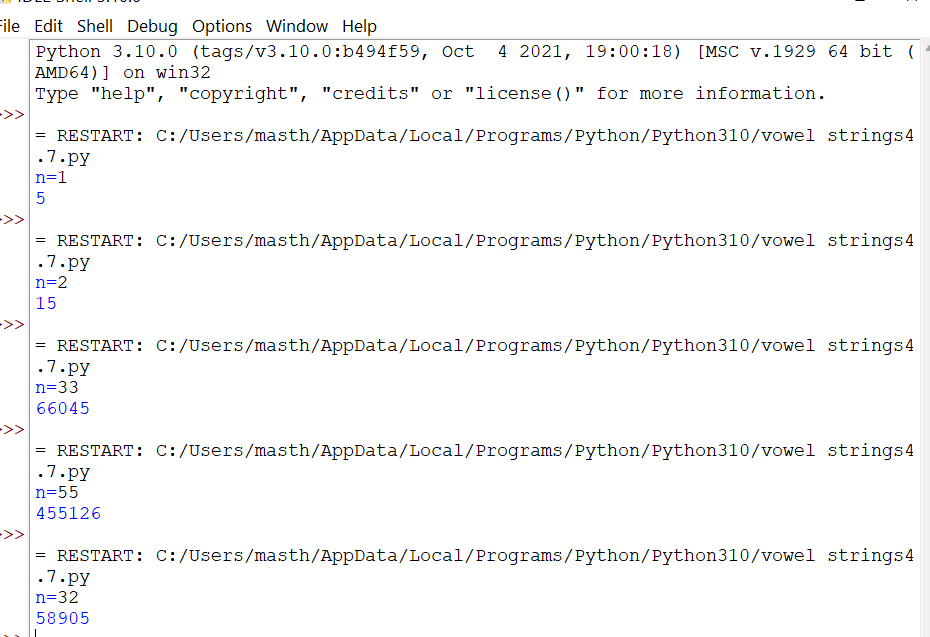 File Edit Shell Debug Options Window Help
Python 3.10.0 (tags/v3.10.0:b494f59, Oct  4 2021, 19:00:18) [MSC v.1929 64 bit (
AMD64)] on win32
Type "help", "copyright", "credits" or "license()" for more information.
>>>
= RESTART: C:/Users/masth/AppData/Local/Programs/Python/Python310/vowel strings4
.7.py
n=1
5
>>>
= RESTART: C:/Users/masth/AppData/Local/Programs/Python/Python310/vowel strings4
.7.py
n=2
15
>>>
= RESTART: C:/Users/masth/AppData/Local/Programs/Python/Python310/vowel strings4
.7.py
n=33
66045
>>>
= RESTART: C:/Users/masth/AppData/Local/Programs/Python/Python310/vowel strings4
.7.py
n=55
455126
>>>
= RESTART: C:/Users/masth/AppData/Local/Programs/Python/Python310/vowel strings4
.7.py
n=32
58905